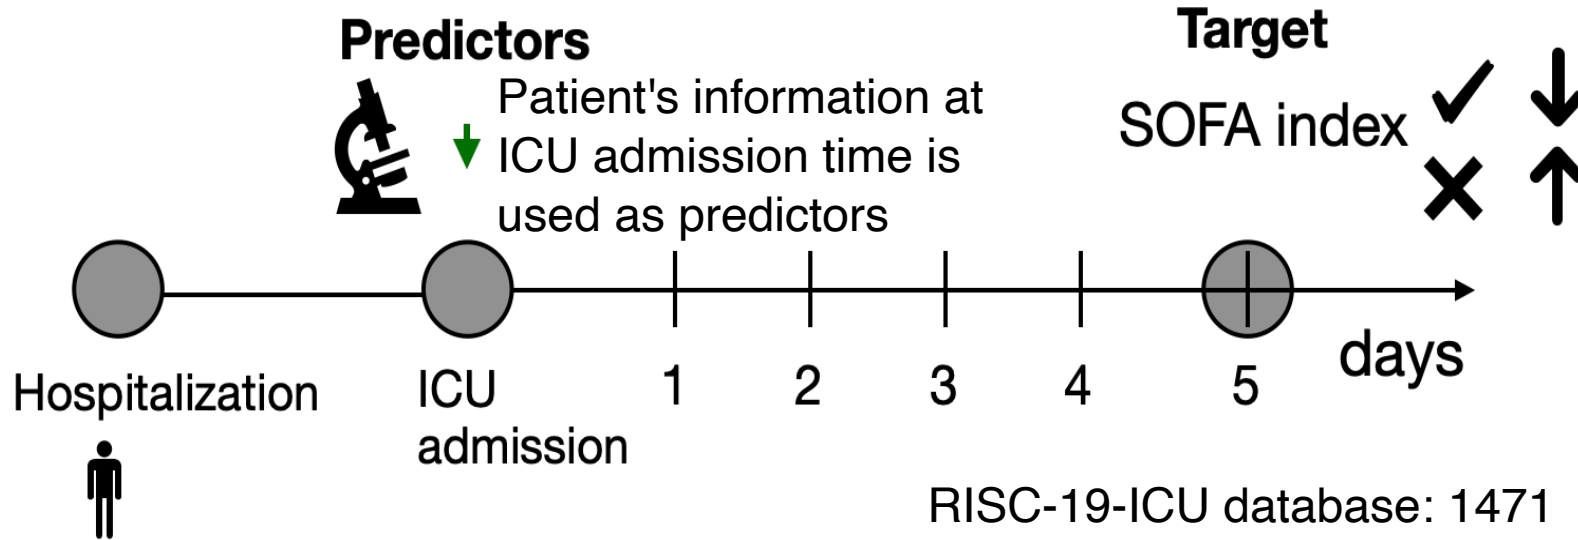 Predictors
Patient's information at
ICU admission time is
used as predictors
Target
SOFA index
Hospitalization
ICU
admission
1 2 3 4 5
days
RISC-19-ICU database: 1471